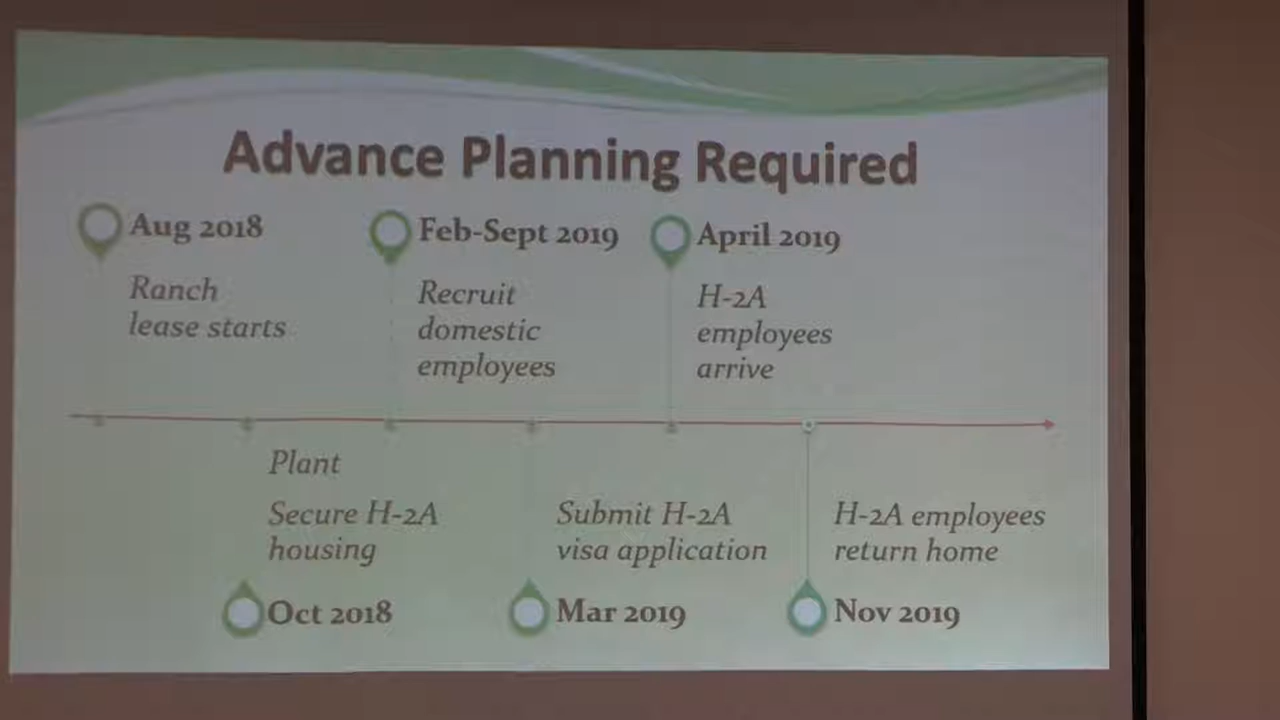 Advance Planning Required
Aug 2018
Ranch
lease starts
Feb-Sept 2019
Recruit
domestic
employees
April 2019
H-2A
employees
arrive
Plant
Secure H-2A
housing
Oct 2018
Submit H-2A
visa application
Mar 2019
H-2A employees
return home
Nov 2019